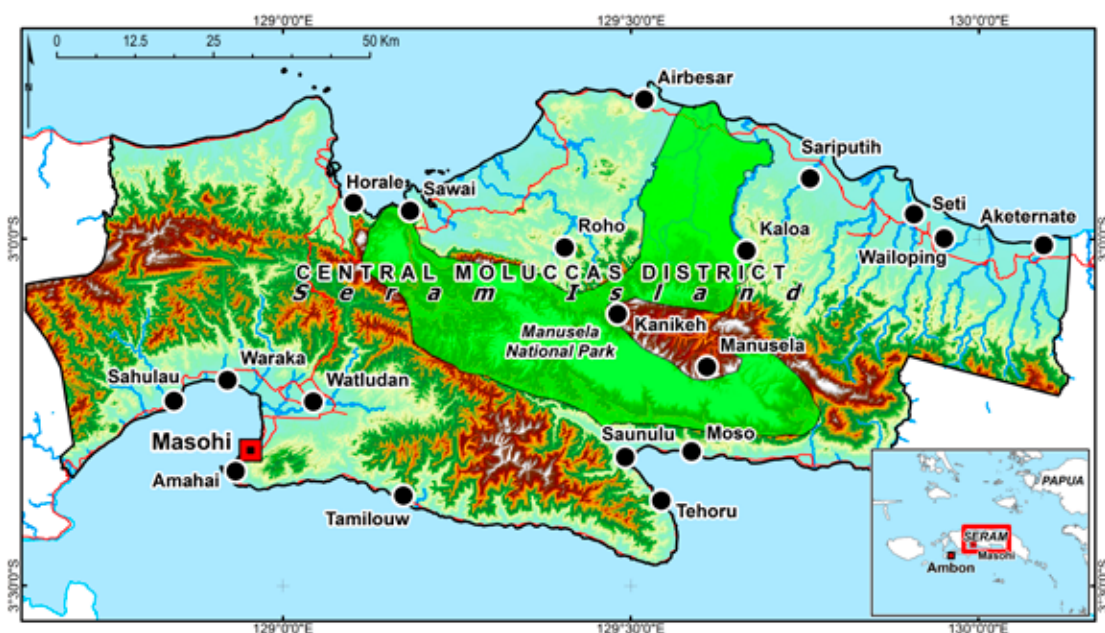 129°0'0"E
129°30'0"E
130°0'0"E
0
12.5
25
50 Km
Airbesar
Sariputih
Horale
Sawai
Seti
Roho
Kaloa
Aketernate
3°0'0"S
3°0'0"S
Wailoping
CENTRAL MOLUCCAS DISTRICT
Seram Island
Kanikeh
Manusela
National Park
Manusela
Waraka
Sahulau
Watludan
Masohi
Saunulu
Moso
Amahai
Tamilouw
Tehoru
PAPUA
SERAM
Masohi
Ambon
3°30'0"S
129°0'0"E
129°30'0"E
130°0'0"E